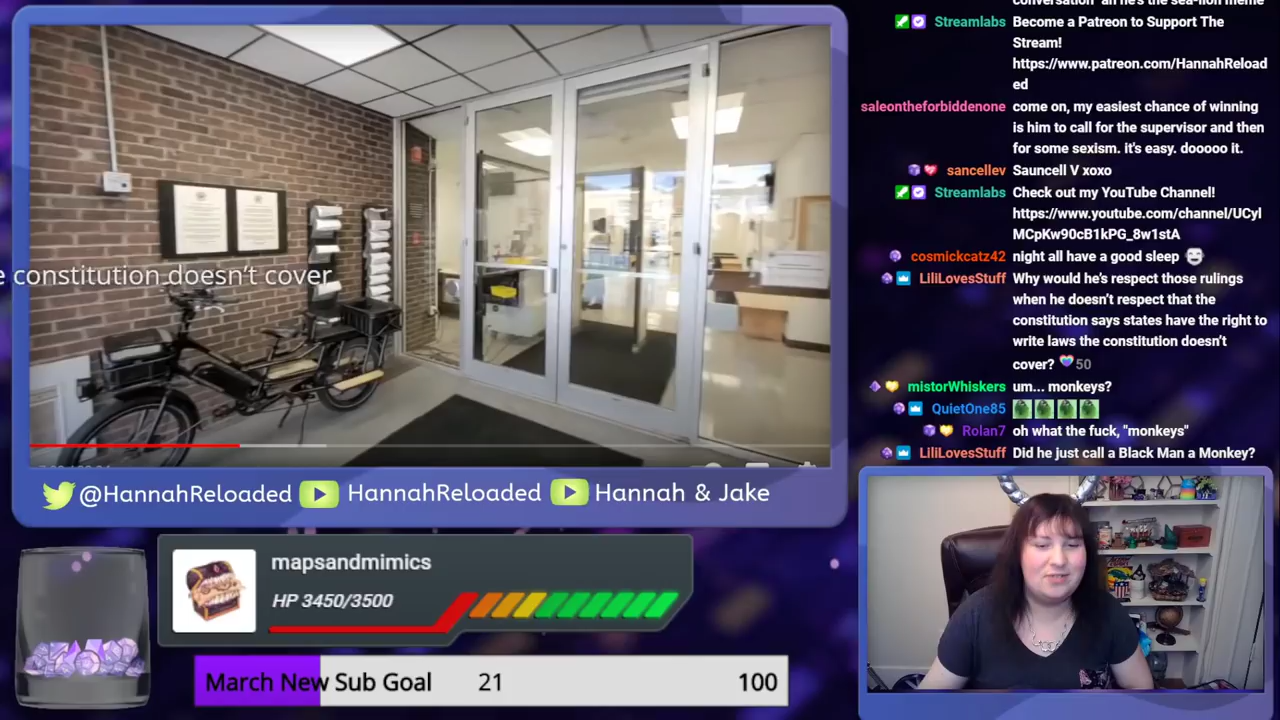 e constitution doesn't cover
@HannahReloaded
HannahReloaded
Hannah & Jake
mapsandmimics
HP 3450/3500
March New Sub Goal 21 100
Streamlabs Become a Patreon to Support The
Stream!
https://www.patreon.com/HannahReload
ed
saleontheforbiddenone come on, my easiest chance of winning
is him to call for the supervisor and then
for some sexism. it's easy. dooooo it.
sancellev Sauncell V xoxo
Streamlabs Check out my YouTube Channel!
https://www.youtube.com/channel/UCyl
MCpKw90cB1kPG_8w1stA
cosmickatz42 night all have a good sleep
LiliLovesStuff Why would he's respect those rulings
when he doesn't respect that the
constitution says states have the right to
write laws the constitution doesn't
cover? 50
mistorWhiskers um... monkeys?
QuietOne85
Rolan7 oh what the fuck, "monkeys"
LiliLovesStuff Did he just call a Black Man a Monkey?